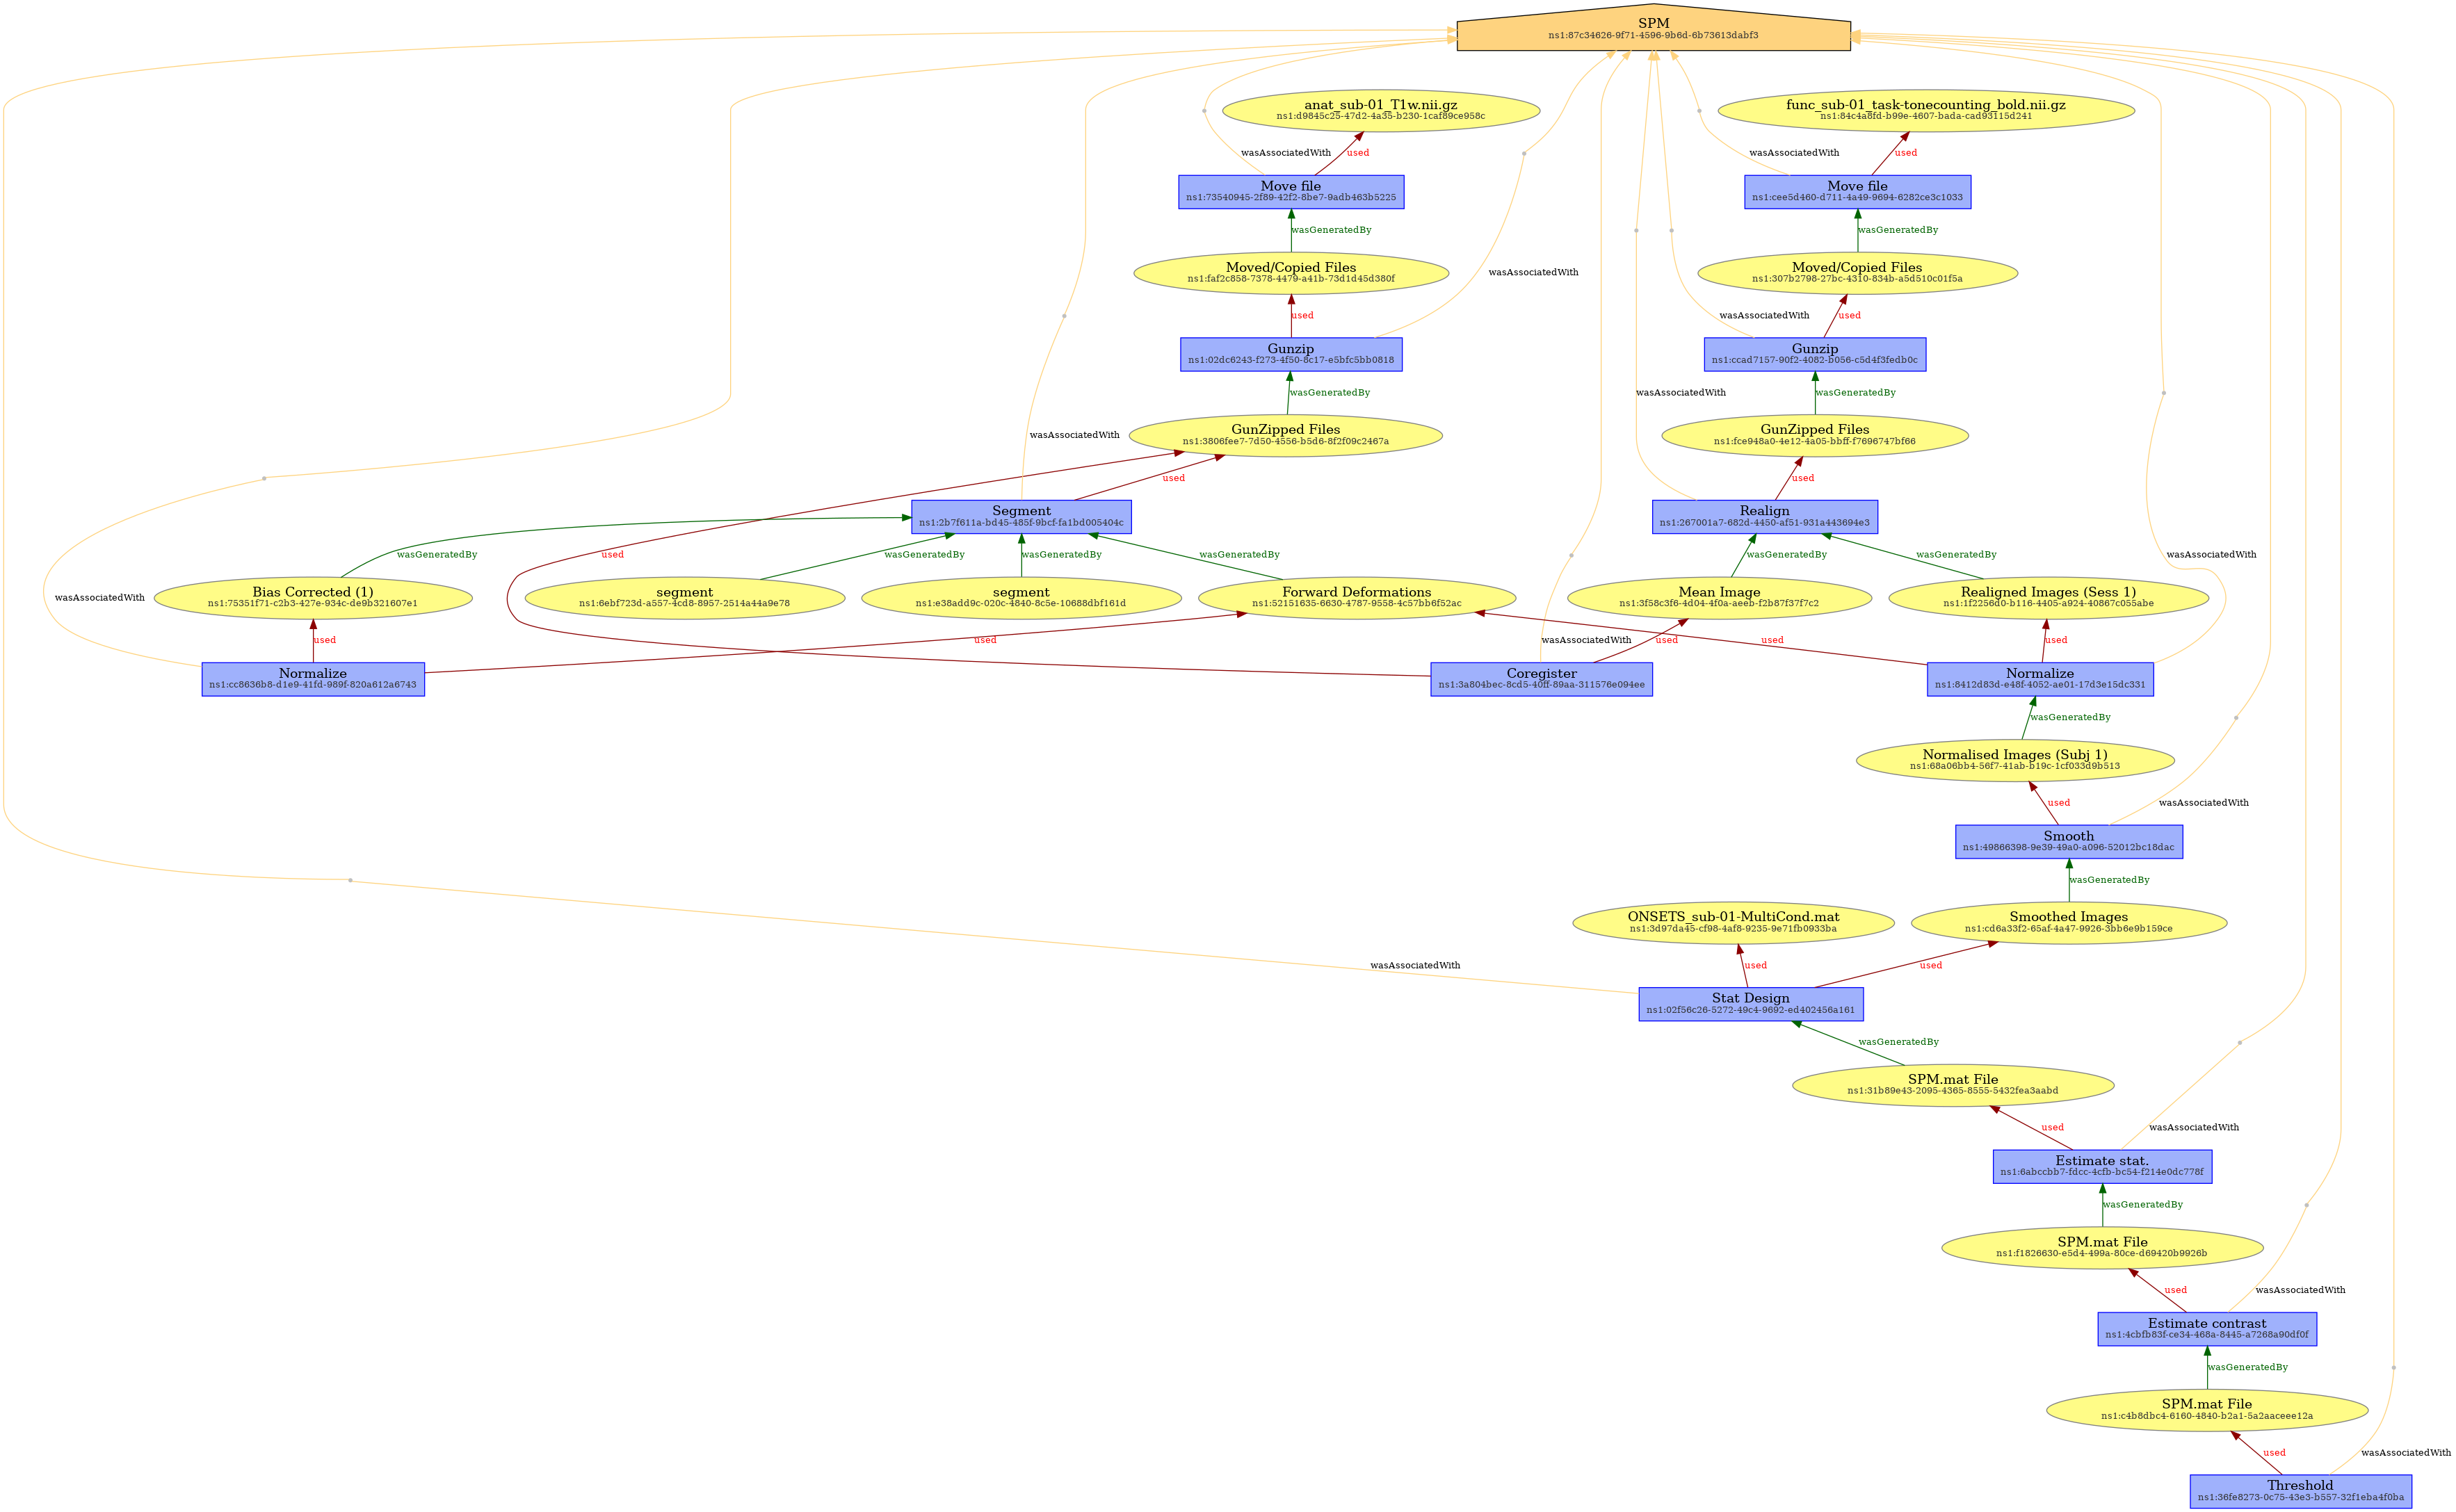 SPM
ns1:87c34626-9f71-4596-9b6d-6b73613dabf3
anat_sub-01_T1w.nii.gz
ns1:d9845c25-47d2-4a35-b230-1caf89ce958c
func_sub-01_task-tonecounting_bold.nii.gz
ns1:84c4a8fd-b99e-4607-bada-cad93115d241
wasAssociatedWith
used
wasAssociatedWith
used
Move file
ns1:73540945-2f89-42f2-8be7-9adb463b5225
Move file
ns1:cee5d460-d711-4a49-9694-6282ce3c1033
wasGeneratedBy
wasGeneratedBy
Moved/Copied Files
ns1:faf2c858-7378-4479-a41b-73d1d45d380f
wasAssociatedWith
Moved/Copied Files
ns1:307b2798-27bc-4310-834b-a5d510c01f5a
used
wasAssociatedWith
used
Gunzip
ns1:02dc6243-f273-4f50-8c17-e5bfc5bb0818
Gunzip
ns1:ccad7157-90f2-4082-b056-c5d4f3fedb0c
wasGeneratedBy
wasAssociatedWith
wasGeneratedBy
wasAssociatedWith
GunZipped Files
ns1:3806fee7-7d50-4556-b5d6-8f2f09c2467a
GunZipped Files
ns1:fce948a0-4e12-4a05-bbff-f7696747bf66
used
used
Segment
ns1:2b7f611a-bd45-485f-9bcf-fa1bd005404c
Realign
ns1:267001a7-682d-4450-af51-931a443694e3
wasGeneratedBy
used
wasGeneratedBy
wasGeneratedBy
wasGeneratedBy
wasGeneratedBy
wasGeneratedBy
wasAssociatedWith
wasAssociatedWith
Bias Corrected (1)
ns1:75351f71-c2b3-427e-934c-de9b321607e1
segment
ns1:6ebf723d-a557-4cd8-8957-2514a44a9e78
segment
ns1:e38add9c-020c-4840-8c5e-10688dbf161d
Forward Deformations
ns1:52151635-6630-4787-9558-4c57bb6f52ac
Mean Image
ns1:3f58c3f6-4d04-4f0a-aeeb-f2b87f37f7c2
Realigned Images (Sess 1)
ns1:1f2256d0-b116-4405-a924-40867c055abe
used
used
wasAssociatedWith
used
used
used
Normalize
ns1:cc8636b8-d1e9-41fd-989f-820a612a6743
Coregister
ns1:3a804bec-8cd5-40ff-89aa-311576e094ee
Normalize
ns1:8412d83d-e48f-4052-ae01-17d3e15dc331
wasGeneratedBy
Normalised Images (Subj 1)
ns1:68a06bb4-56f7-41ab-b19c-1cf033d9b513
used
wasAssociatedWith
Smooth
ns1:49866398-9e39-49a0-a096-52012bc18dac
wasGeneratedBy
ONSETS_sub-01-MultiCond.mat
ns1:3d97da45-cf98-4af8-9235-9e71fb0933ba
Smoothed Images
ns1:cd6a33f2-65af-4a47-9926-3bb6e9b159ce
wasAssociatedWith
used
used
Stat Design
ns1:02f56c26-5272-49c4-9692-ed402456a161
wasGeneratedBy
SPM.mat File
ns1:31b89e43-2095-4365-8555-5432fea3aabd
used
wasAssociatedWith
Estimate stat.
ns1:6abccbb7-fdcc-4cfb-bc54-f214e0dc778f
wasGeneratedBy
SPM.mat File
ns1:f1826630-e5d4-499a-80ce-d69420b9926b
used
wasAssociatedWith
Estimate contrast
ns1:4cbfb83f-ce34-468a-8445-a7268a90df0f
wasGeneratedBy
SPM.mat File
ns1:c4b8dbc4-6160-4840-b2a1-5a2aaceee12a
used
wasAssociatedWith
Threshold
ns1:36fe8273-0c75-43e3-b557-32f1eba4f0ba